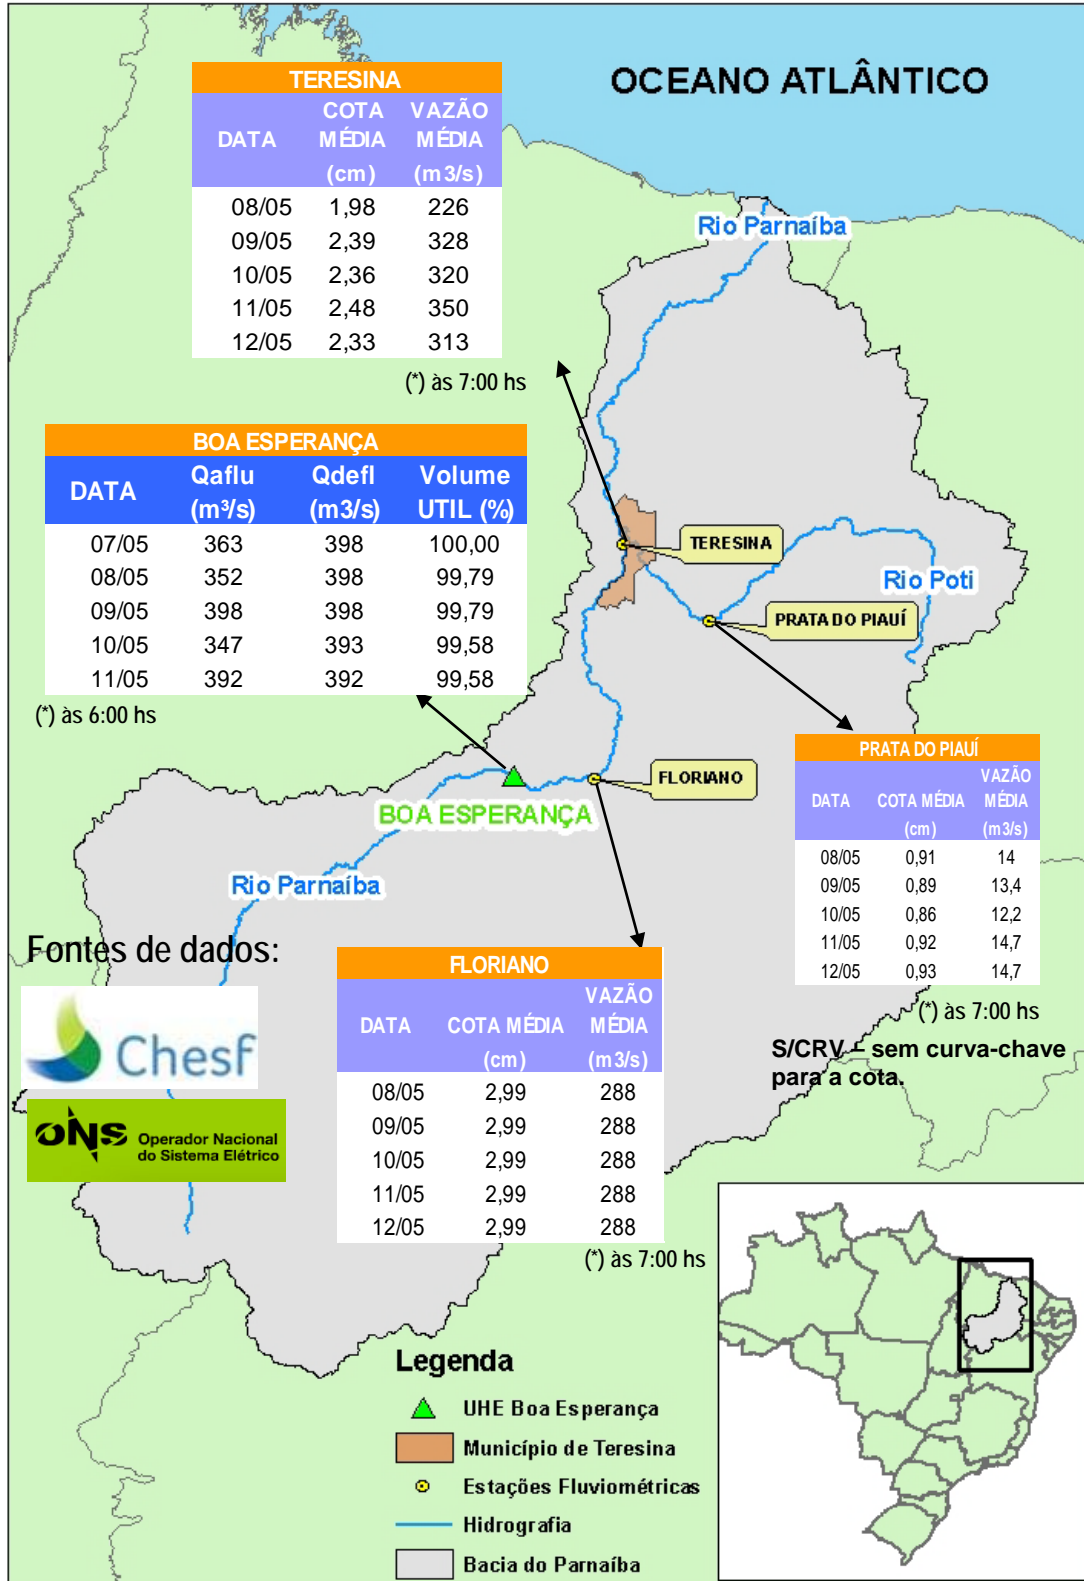 OCEANO ATLÂNTICO
TERESINA
DATA COTA MÉDIA (cm) VAZÃO MÉDIA (m3/s)
08/05 1,98 226
09/05 2,39 328
10/05 2,36 320
11/05 2,48 350
12/05 2,33 313
(*) às 7:00 hs
Rio Parnaíba
BOA ESPERANÇA
DATA Qaflu (m³/s) Qdefl (m3/s) Volume UTIL (%)
07/05 363 398 100,00
08/05 352 398 99,79
09/05 398 398 99,79
10/05 347 393 99,58
11/05 392 392 99,58
(*) às 6:00 hs
TERESINA
Rio Poti
PRATA DO PIAUÍ
FLORIANO
BOA ESPERANÇA
Rio Parnaíba
PRATA DO PIAUÍ
DATA COTA MÉDIA (cm) VAZÃO MÉDIA (m3/s)
08/05 0,91 14
09/05 0,89 13,4
10/05 0,86 12,2
11/05 0,92 14,7
12/05 0,93 14,7
(*) às 7:00 hs
S/CRV – sem curva-chave
para a cota.
Fontes de dados:
Chesf
ONS Operador Nacional
do Sistema Elétrico
FLORIANO
DATA COTA MÉDIA (cm) VAZÃO MÉDIA (m3/s)
08/05 2,99 288
09/05 2,99 288
10/05 2,99 288
11/05 2,99 288
12/05 2,99 288
(*) às 7:00 hs
Legenda
UHE Boa Esperança
Município de Teresina
Estações Fluviométricas
Hidrografia
Bacia do Parnaíba